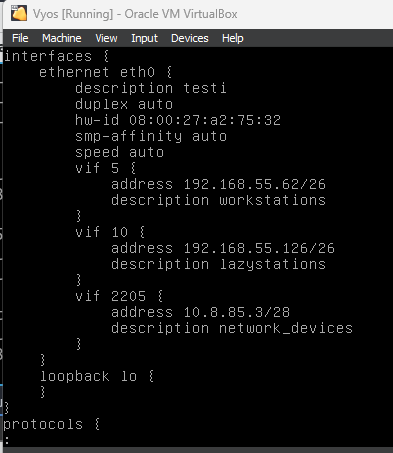 Vyos [Running] - Oracle VM VirtualBox
File Machine View Input Devices Help
interfaces {
    ethernet eth0 {
        description testi
        duplex auto
        hw-id 08:00:27:a2:75:32
        smp-affinity auto
        speed auto
        vif 5 {
            address 192.168.55.62/26
            description workstations
        }
        vif 10 {
            address 192.168.55.126/26
            description lazystations
        }
        vif 2205 {
            address 10.8.85.3/28
            description network_devices
        }
    }
    loopback lo {
    }
}
protocols {
: